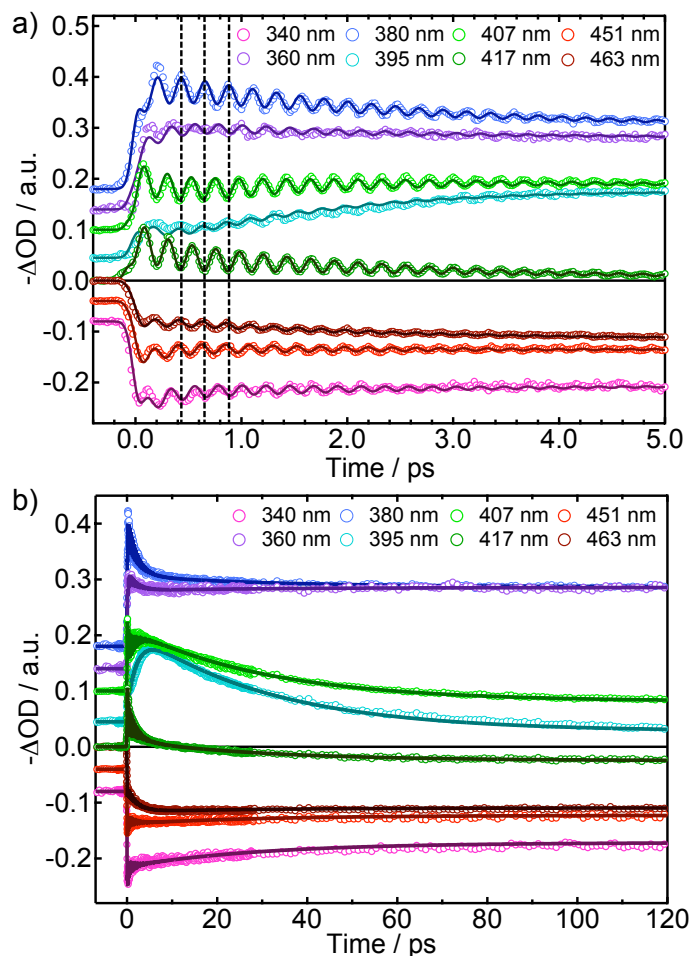 a)
340 nm 380 nm 407 nm 451 nm
360 nm 395 nm 417 nm 463 nm
0.5
0.4
0.3
0.2
0.1
0.0
-0.1
-0.2
-ΔOD / a.u.
0.0 1.0 2.0 3.0 4.0 5.0
Time / ps
b)
340 nm 380 nm 407 nm 451 nm
360 nm 395 nm 417 nm 463 nm
0.4
0.3
0.2
0.1
0.0
-0.1
-0.2
-ΔOD / a.u.
0 20 40 60 80 100 120
Time / ps